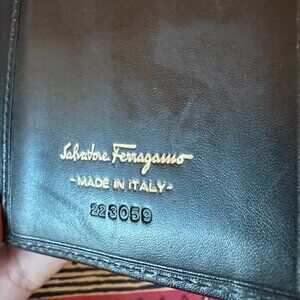 Salvatore Ferragamo
-MADE IN ITALY-
223059